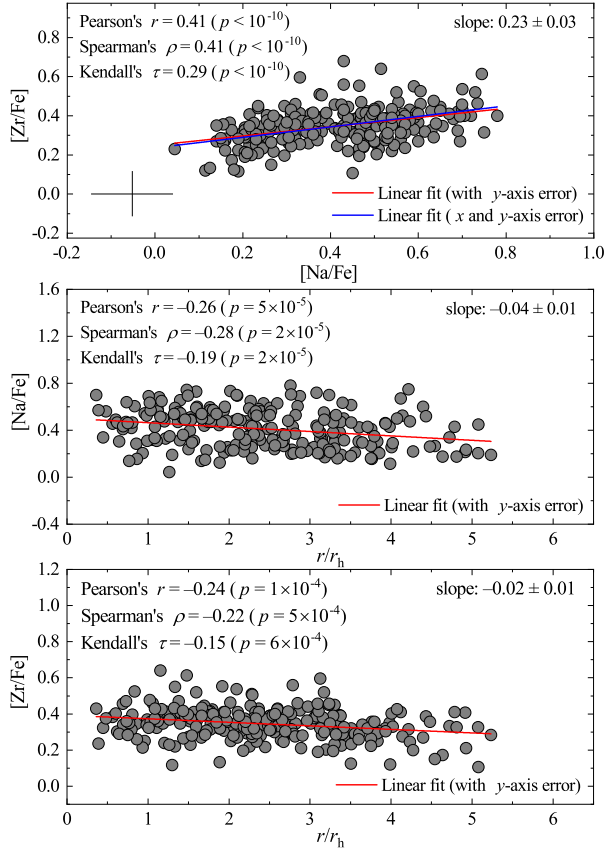 Pearson's r = 0.41 ( p < 10⁻¹⁰)
slope: 0.23 ± 0.03
Spearman's ρ = 0.41 ( p < 10⁻¹⁰)
Kendall's τ = 0.29 ( p < 10⁻¹⁰)
[Zr/Fe]
0.8
0.6
0.4
0.2
0.0
-0.2
Linear fit (with y-axis error)
Linear fit ( x and y-axis error)
-0.2 0.0 0.2 0.4 0.6 0.8 1.0
[Na/Fe]
Pearson's r = –0.26 ( p = 5×10⁻⁵)
slope: –0.04 ± 0.01
Spearman's ρ = –0.28 ( p = 2×10⁻⁵)
Kendall's τ = –0.19 ( p = 2×10⁻⁵)
[Na/Fe]
1.6
1.2
0.8
0.4
0.0
-0.4
Linear fit (with y-axis error)
0 1 2 3 4 5 6
r/rₕ
Pearson's r = –0.24 ( p = 1×10⁻⁴)
slope: –0.02 ± 0.01
Spearman's ρ = –0.22 ( p = 5×10⁻⁴)
Kendall's τ = –0.15 ( p = 6×10⁻⁴)
[Zr/Fe]
1.2
1.0
0.8
0.6
0.4
0.2
0.0
Linear fit (with y-axis error)
0 1 2 3 4 5 6
r/rₕ